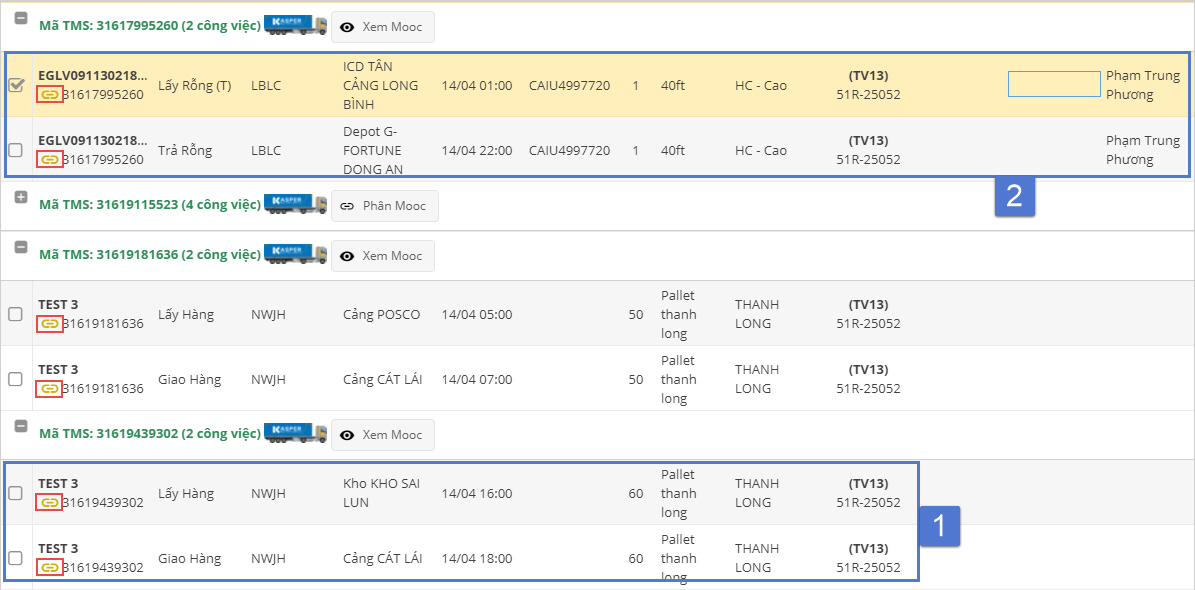 Mã TMS: 31617995260 (2 công việc) KASPER Xem Mooc
EGLV091130218... 31617995260 Lấy Rỗng (T) LBLC ICD TÂN CẢNG LONG BÌNH 14/04 01:00 CAIU4997720 1 40ft HC - Cao (TV13) 51R-25052 Phạm Trung Phương
EGLV091130218... 31617995260 Trả Rỗng LBLC Depot G-FORTUNE DONG AN 14/04 22:00 CAIU4997720 1 40ft HC - Cao (TV13) 51R-25052 Phạm Trung Phương
2
Mã TMS: 31619115523 (4 công việc) KASPER Phân Mooc
Mã TMS: 31619181636 (2 công việc) KASPER Xem Mooc
TEST 3 31619181636 Lấy Hàng NWJH Cảng POSCO 14/04 05:00 50 Pallet thanh long THANH LONG (TV13) 51R-25052
TEST 3 31619181636 Giao Hàng NWJH Cảng CÁT LÁI 14/04 07:00 50 Pallet thanh long THANH LONG (TV13) 51R-25052
Mã TMS: 31619439302 (2 công việc) KASPER Xem Mooc
TEST 3 31619439302 Lấy Hàng NWJH Kho KHO SAI LUN 14/04 16:00 60 Pallet thanh long THANH LONG (TV13) 51R-25052
1
TEST 3 31619439302 Giao Hàng NWJH Cảng CÁT LÁI 14/04 18:00 60 Pallet thanh long THANH LONG (TV13) 51R-25052